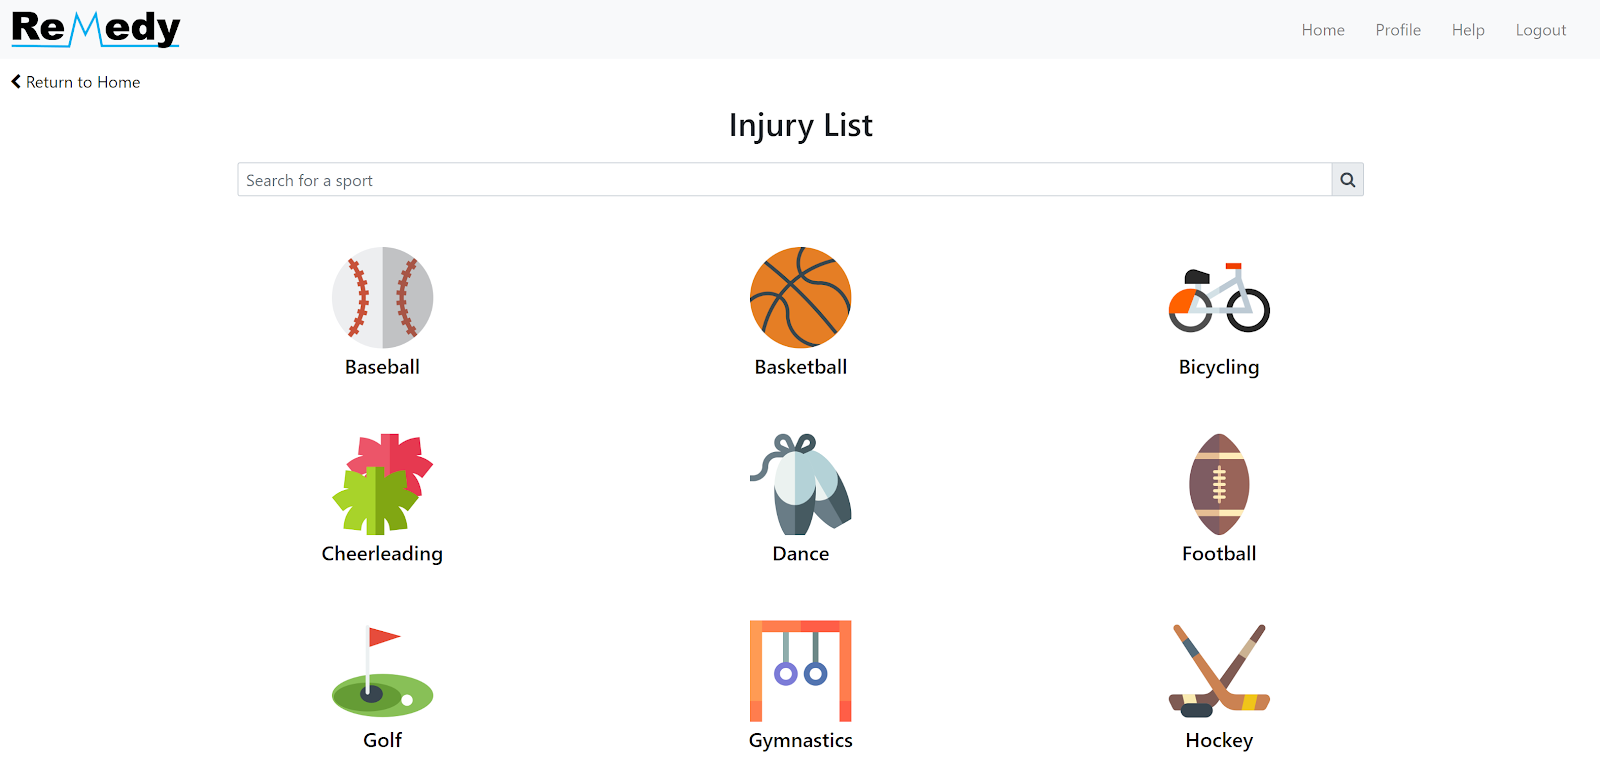 ReMedy
Home Profile Help Logout
Return to Home
Injury List
Search for a sport
Baseball Basketball Bicycling
Cheerleading Dance Football
Golf Gymnastics Hockey